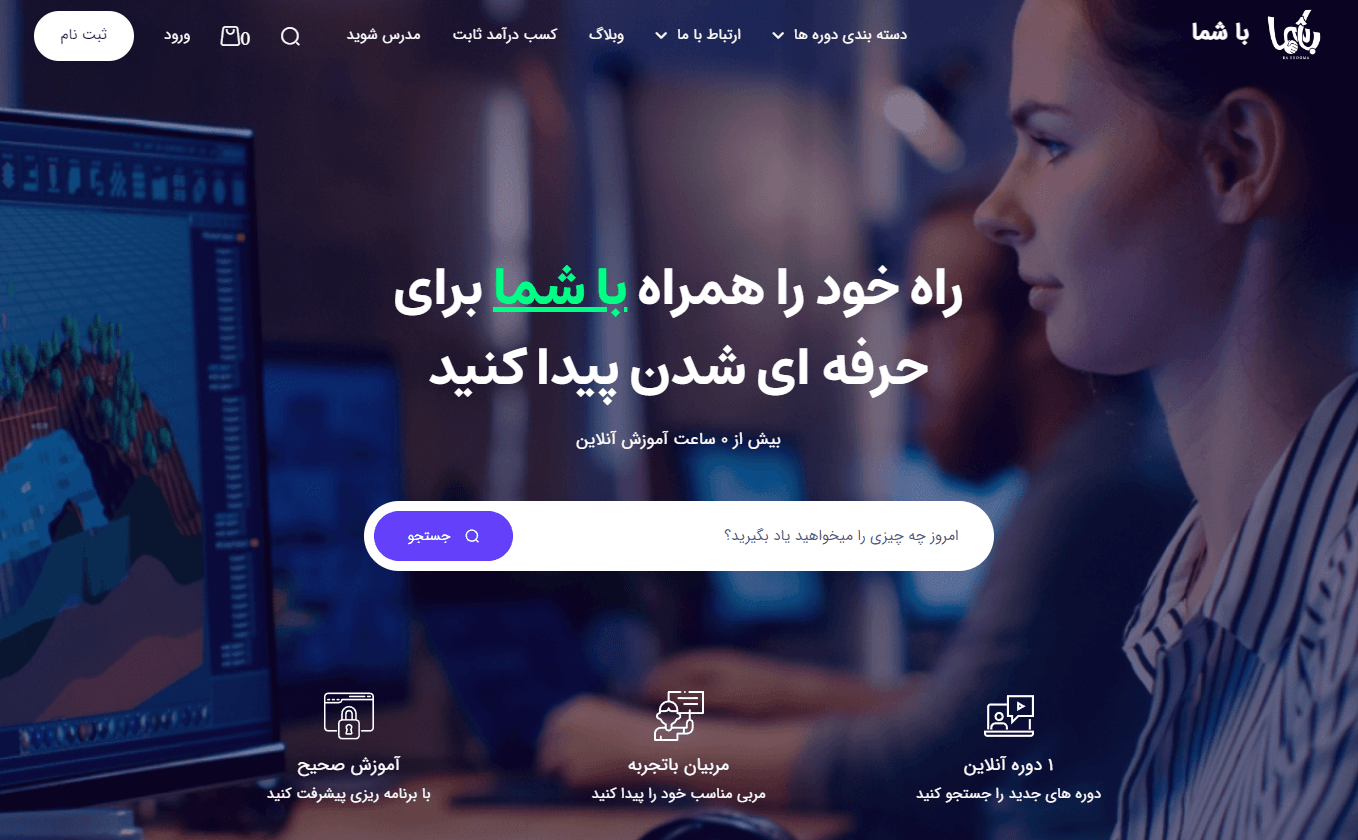 با شما
BA SHOMA
دسته بندی دوره ها
ارتباط با ما
وبلاگ
کسب درآمد ثابت
مدرس شوید
0
ورود
ثبت نام
راه خود را همراه با شما برای
حرفه ای شدن پیدا کنید
بیش از ۰ ساعت آموزش آنلاین
امروز چه چیزی را میخواهید یاد بگیرید؟
جستجو
۱ دوره آنلاین
دوره های جدید را جستجو کنید
مربیان باتجربه
مربی مناسب خود را پیدا کنید
آموزش صحیح
با برنامه ریزی پیشرفت کنید